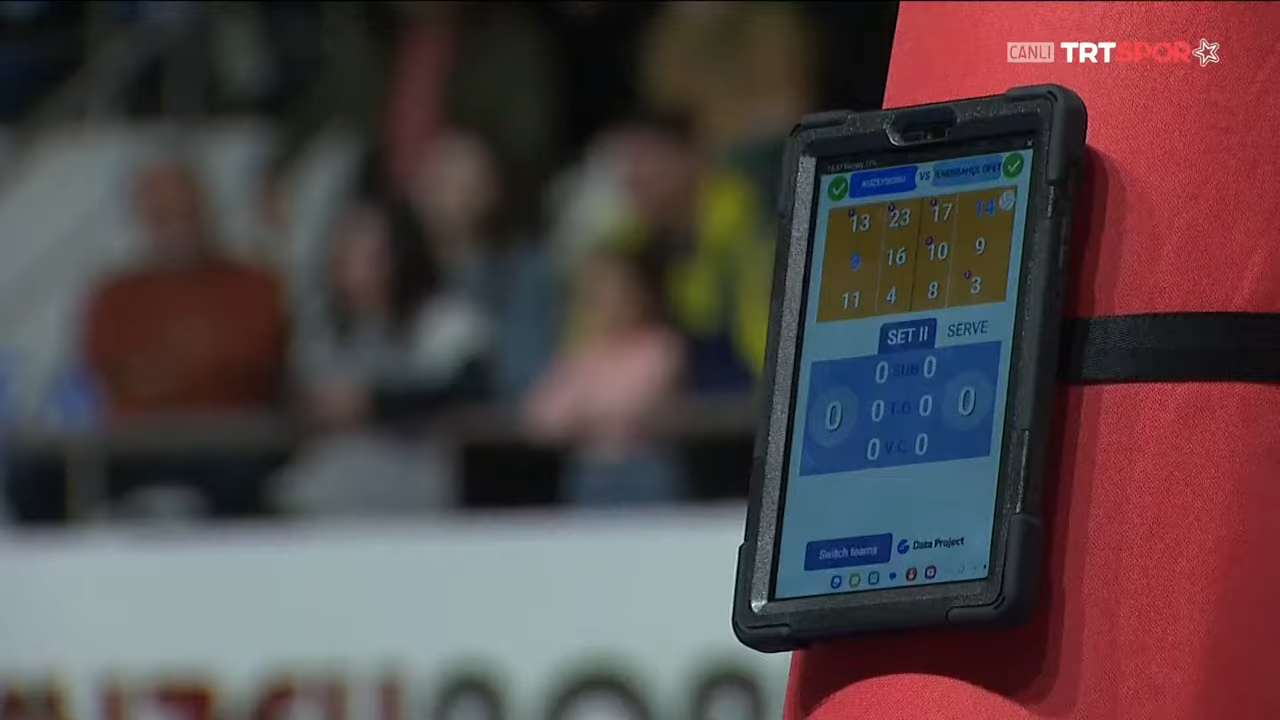 CANLI TRTSPOR
KUZEYBORU VS
13 23 17 14
9 16 10 9
11 4 8 3
SET II SERVE
0 SUB 0
0 0 T.O 0 0
0 V.C. 0
Switch teams Data Project